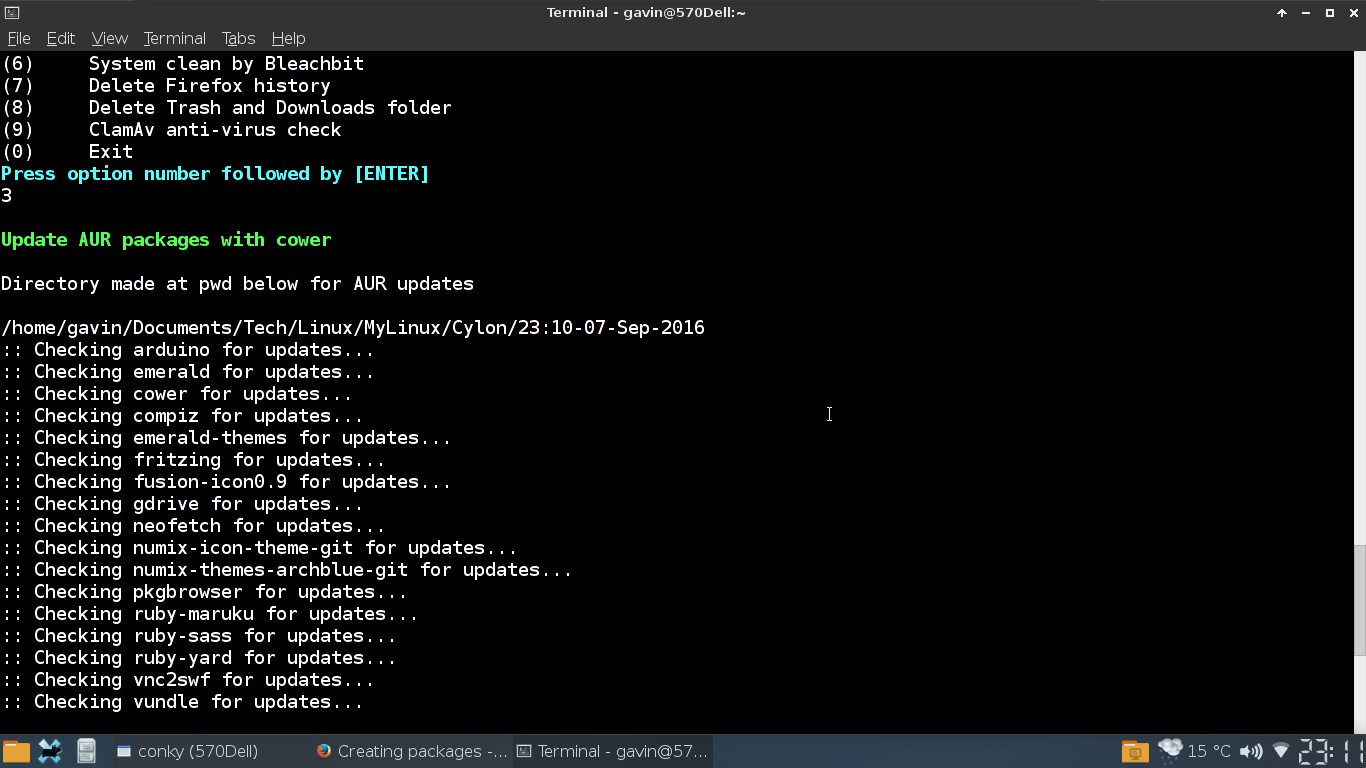 Terminal - gavin@570Dell:~
File Edit View Terminal Tabs Help
(6) System clean by Bleachbit
(7) Delete Firefox history
(8) Delete Trash and Downloads folder
(9) ClamAv anti-virus check
(0) Exit
Press option number followed by [ENTER]
3
Update AUR packages with cower
Directory made at pwd below for AUR updates
/home/gavin/Documents/Tech/Linux/MyLinux/Cylon/23:10-07-Sep-2016
:: Checking arduino for updates...
:: Checking emerald for updates...
:: Checking cower for updates...
:: Checking compiz for updates...
:: Checking emerald-themes for updates...
:: Checking fritzing for updates...
:: Checking fusion-icon0.9 for updates...
:: Checking gdrive for updates...
:: Checking neofetch for updates...
:: Checking numix-icon-theme-git for updates...
:: Checking numix-themes-archblue-git for updates...
:: Checking pkgbrowser for updates...
:: Checking ruby-maruku for updates...
:: Checking ruby-sass for updates...
:: Checking ruby-yard for updates...
:: Checking vnc2swf for updates...
:: Checking vundle for updates...
conky (570Dell) Creating packages -... Terminal - gavin@57... 15 °C 23:11